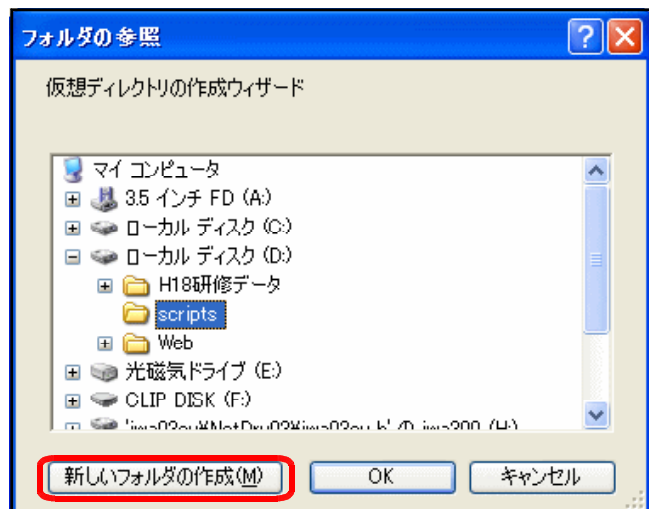 フォルダの参照
仮想ディレクトリの作成ウィザード
マイ コンピュータ
3.5 インチ FD (A:)
ローカル ディスク (C:)
ローカル ディスク (D:)
H18研修データ
scripts
Web
光磁気ドライブ (E:)
CLIP DISK (F:)
新しいフォルダの作成(M) OK キャンセル